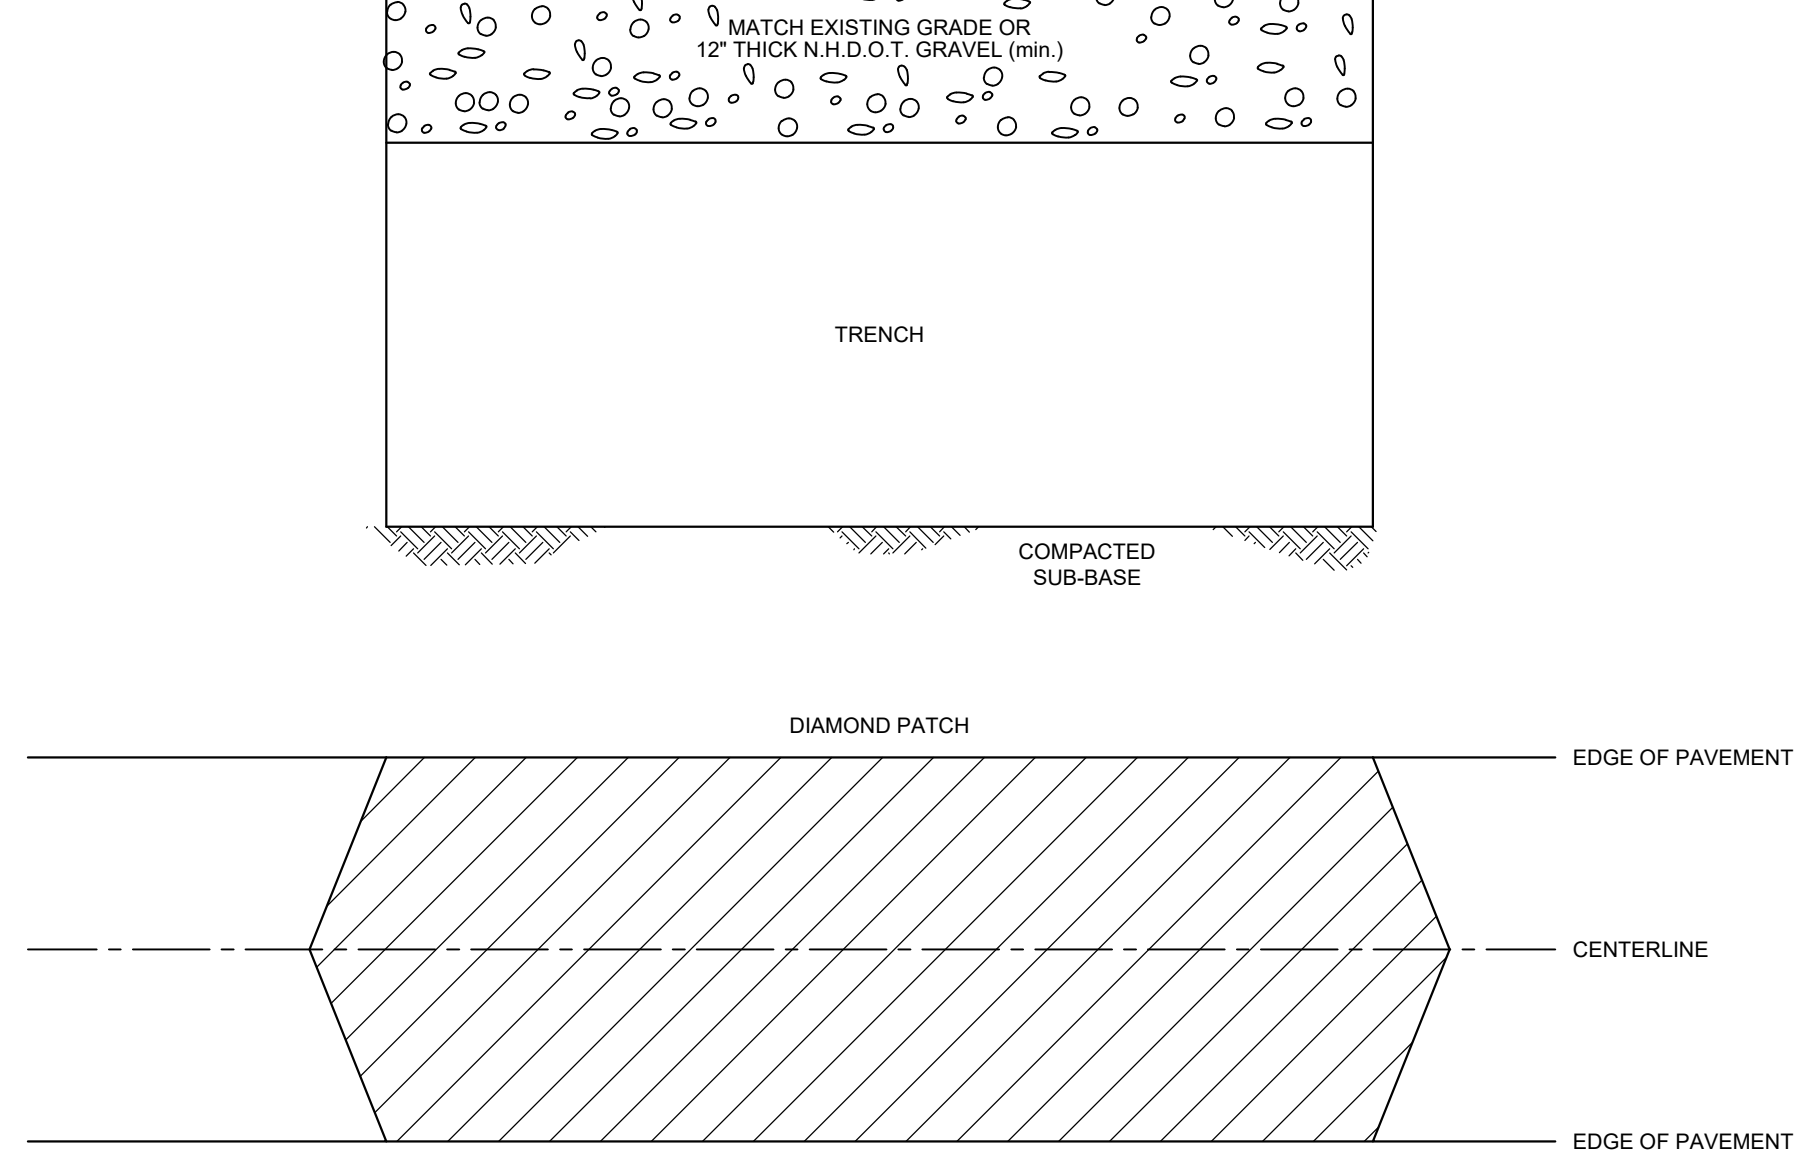 MATCH EXISTING GRADE OR
12" THICK N.H.D.O.T. GRAVEL (min.)
TRENCH
COMPACTED
SUB-BASE
DIAMOND PATCH
EDGE OF PAVEMENT
CENTERLINE
EDGE OF PAVEMENT